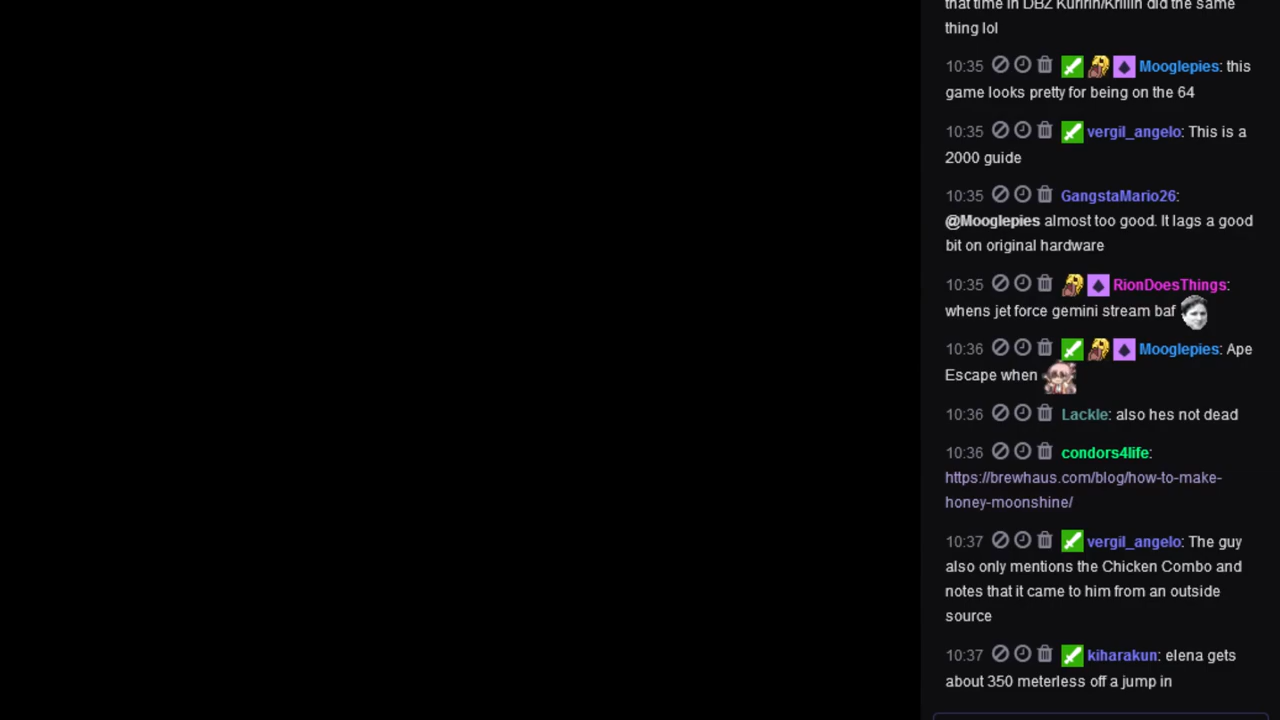 that time in DBZ Kuririn/Krillin did the same
thing lol
10:35 Mooglepies: this
game looks pretty for being on the 64
10:35 vergil_angelo: This is a
2000 guide
10:35 GangstaMario26:
@Mooglepies almost too good. It lags a good
bit on original hardware
10:35 RionDoesThings:
whens jet force gemini stream baf
10:36 Mooglepies: Ape
Escape when
10:36 Lackle: also hes not dead
10:36 condors4life:
https://brewhaus.com/blog/how-to-make-
honey-moonshine/
10:37 vergil_angelo: The guy
also only mentions the Chicken Combo and
notes that it came to him from an outside
source
10:37 kiharakun: elena gets
about 350 meterless off a jump in